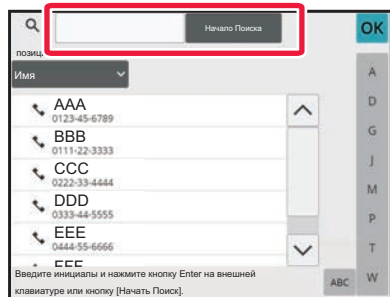 Начало Поиска
OK
позиц
Имя
AAA
0123-45-6789
BBB
0111-22-3333
CCC
0222-33-4444
DDD
0333-44-5555
EEE
0444-55-6666
FFF
Введите инициалы и нажмите кнопку Enter на внешней
клавиатуре или кнопку [Начать Поиск].
A
D
G
J
M
P
T
W
ABC